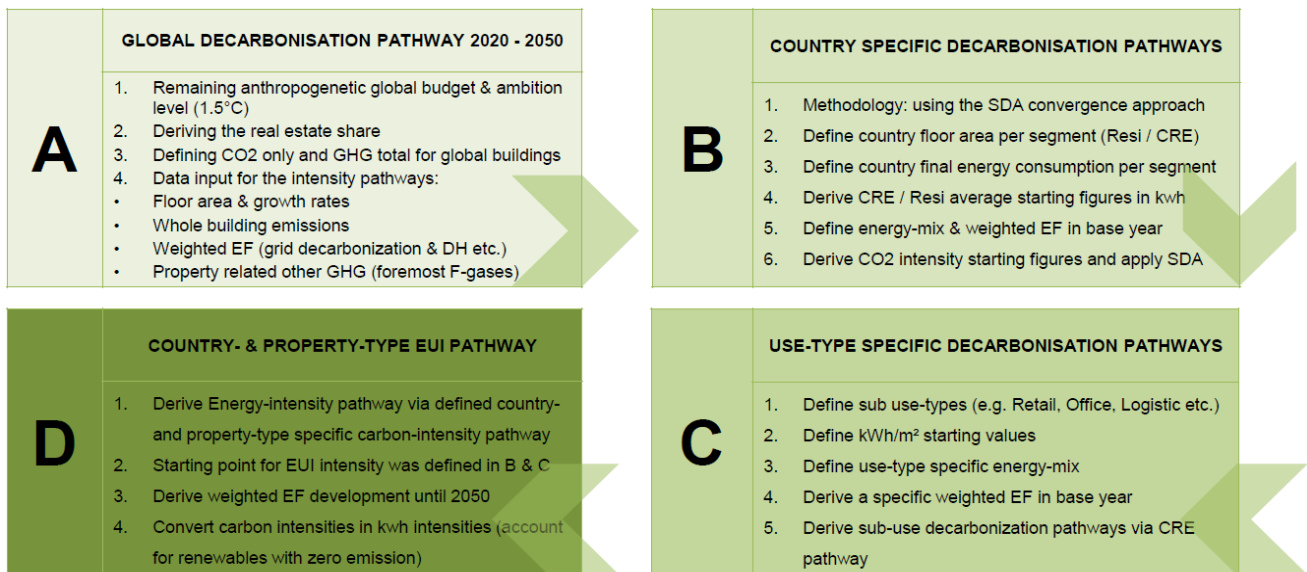 A
GLOBAL DECARBONISATION PATHWAY 2020 - 2050
1. Remaining anthropogenetic global budget & ambition
level (1.5°C)
2. Deriving the real estate share
3. Defining CO2 only and GHG total for global buildings
4. Data input for the intensity pathways:
• Floor area & growth rates
• Whole building emissions
• Weighted EF (grid decarbonization & DH etc.)
• Property related other GHG (foremost F-gases)
B
COUNTRY SPECIFIC DECARBONISATION PATHWAYS
1. Methodology: using the SDA convergence approach
2. Define country floor area per segment (Resi / CRE)
3. Define country final energy consumption per segment
4. Derive CRE / Resi average starting figures in kwh
5. Define energy-mix & weighted EF in base year
6. Derive CO2 intensity starting figures and apply SDA
D
COUNTRY- & PROPERTY-TYPE EUI PATHWAY
1. Derive Energy-intensity pathway via defined country-
and property-type specific carbon-intensity pathway
2. Starting point for EUI intensity was defined in B & C
3. Derive weighted EF development until 2050
4. Convert carbon intensities in kwh intensities (account
for renewables with zero emission)
C
USE-TYPE SPECIFIC DECARBONISATION PATHWAYS
1. Define sub use-types (e.g. Retail, Office, Logistic etc.)
2. Define kWh/m² starting values
3. Define use-type specific energy-mix
4. Derive a specific weighted EF in base year
5. Derive sub-use decarbonization pathways via CRE
pathway